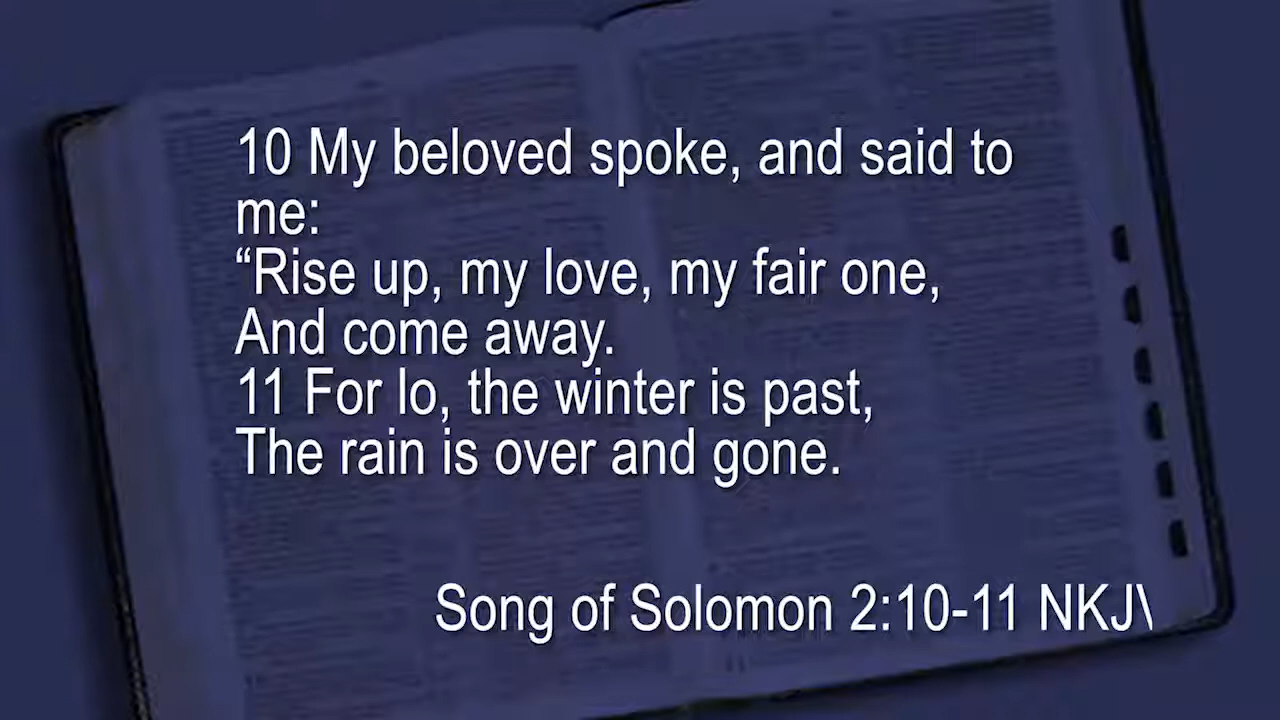 10 My beloved spoke, and said to
me:
“Rise up, my love, my fair one,
And come away.
11 For lo, the winter is past,
The rain is over and gone.
Song of Solomon 2:10-11 NKJ\